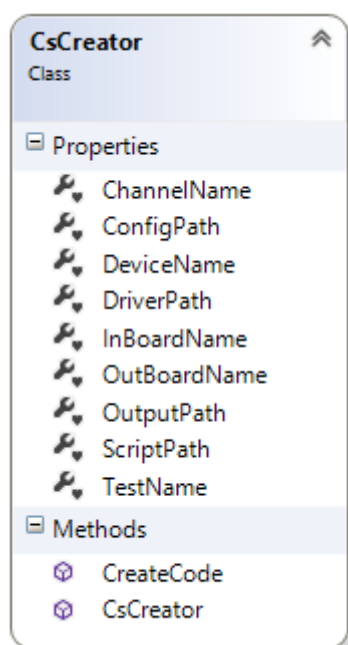 CsCreator
Class
Properties
ChannelName
ConfigPath
DeviceName
DriverPath
InBoardName
OutBoardName
OutputPath
ScriptPath
TestName
Methods
CreateCode
CsCreator